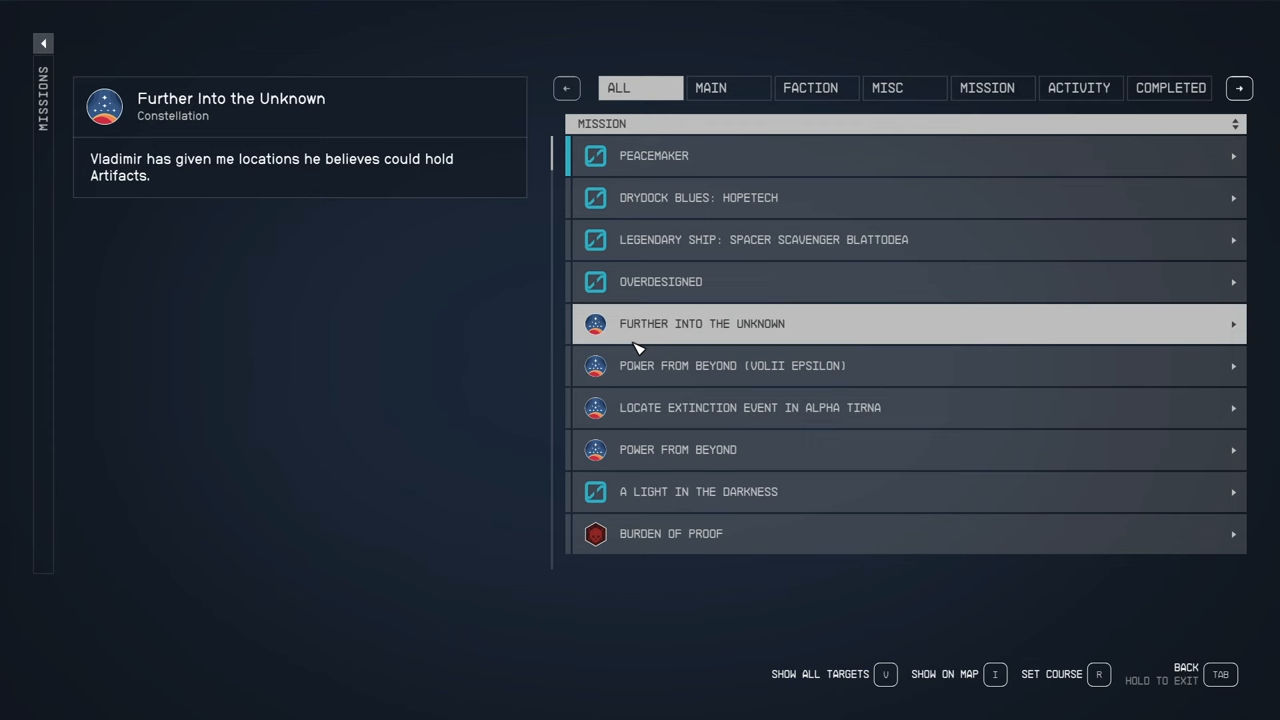 MISSIONS
Further Into the Unknown
Constellation
Vladimir has given me locations he believes could hold
Artifacts.
ALL MAIN FACTION MISC MISSION ACTIVITY COMPLETED
MISSION
PEACEMAKER
DRYDOCK BLUES: HOPETECH
LEGENDARY SHIP: SPACER SCAVENGER BLATTODEA
OVERDESIGNED
FURTHER INTO THE UNKNOWN
POWER FROM BEYOND (VOLII EPSILON)
LOCATE EXTINCTION EVENT IN ALPHA TIRNA
POWER FROM BEYOND
A LIGHT IN THE DARKNESS
BURDEN OF PROOF
SHOW ALL TARGETS V SHOW ON MAP I SET COURSE R BACK TAB
HOLD TO EXIT